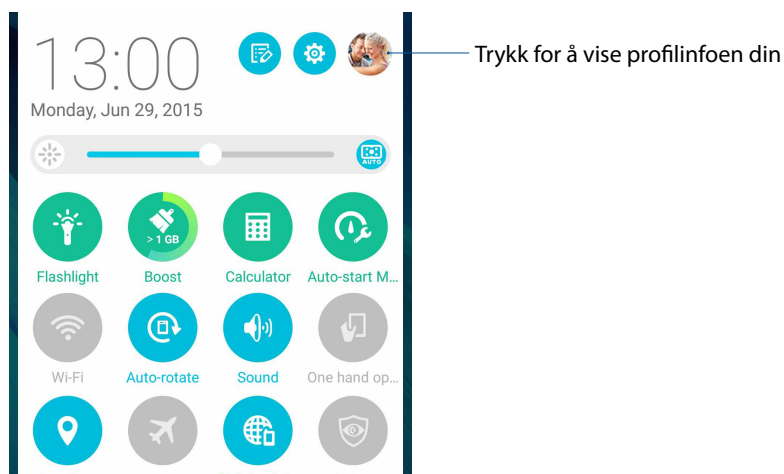 13:00
Trykk for å vise profilinfoen din
Monday, Jun 29, 2015
AUTO
> 1 GB
Flashlight Boost Calculator Auto-start M...
Wi-Fi Auto-rotate Sound One hand op...